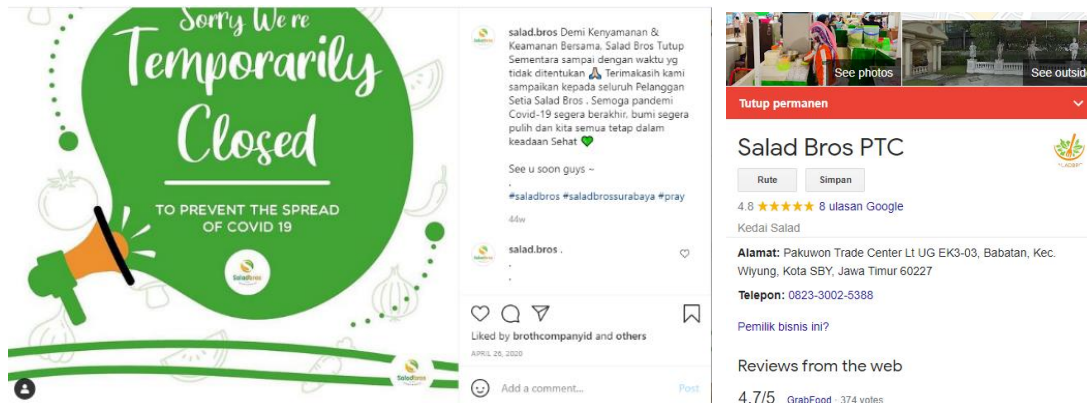 Sorry We re
Temporarily
Closed
TO PREVENT THE SPREAD
OF COVID 19
Saladbros
Saladbros
salad.bros Demi Kenyamanan &
Keamanan Bersama, Salad Bros Tutup
Sementara sampai dengan waktu yg
tidak ditentukan 🙏 Terimakasih kami
sampaikan kepada seluruh Pelanggan
Setia Salad Bros . Semoga pandemi
Covid-19 segera berakhir, bumi segera
pulih dan kita semua tetap dalam
keadaan Sehat 💚
See u soon guys ~
.
#saladbros #saladbrossurabaya #pray
44w
salad.bros .
.
.
Liked by brothcompanyid and others
APRIL 26, 2020
Add a comment...
Post
See photos
See outside
Tutup permanen
Salad Bros PTC
Rute
Simpan
4.8 ★★★★★ 8 ulasan Google
Kedai Salad
Alamat: Pakuwon Trade Center Lt UG EK3-03, Babatan, Kec.
Wiyung, Kota SBY, Jawa Timur 60227
Telepon: 0823-3002-5388
Pemilik bisnis ini?
Reviews from the web
4.7/5 GrabFood - 374 votes